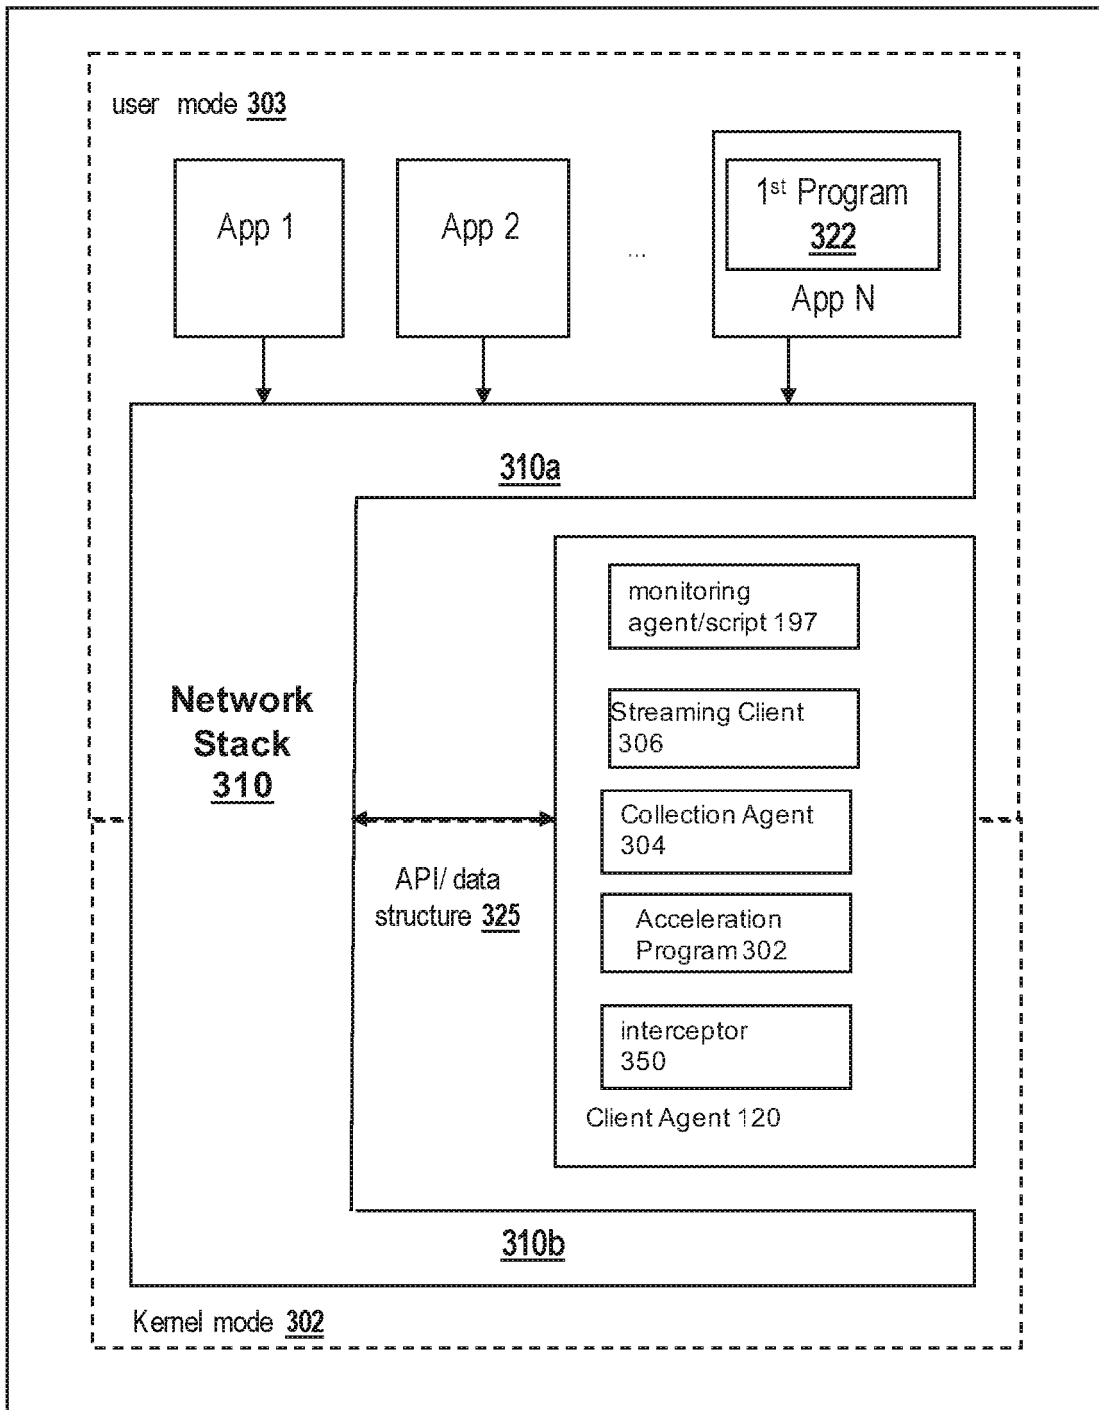 user mode 303
App 1
App 2
...
1st Program
322
App N
310a
monitoring
agent/script 197
Streaming Client
306
Network
Stack
310
Collection Agent
304
API/ data
structure 325
Acceleration
Program 302
interceptor
350
Client Agent 120
310b
Kernel mode 302